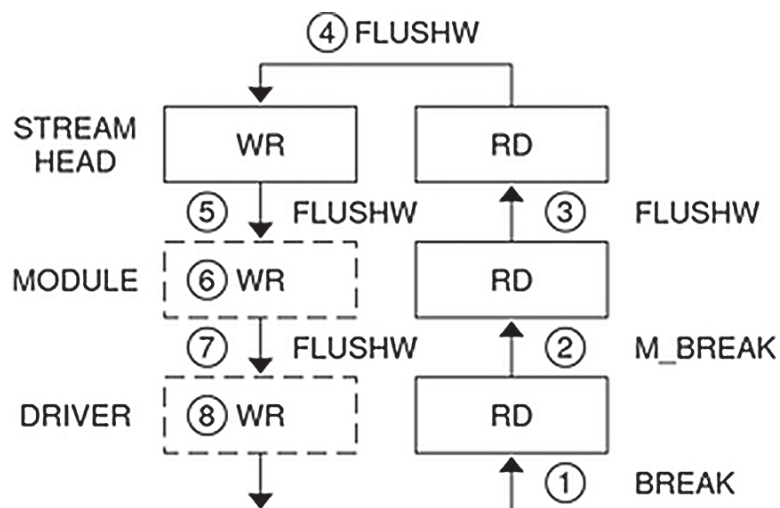 ④ FLUSHW
STREAM
HEAD
WR
RD
⑤ FLUSHW
③ FLUSHW
MODULE
⑥ WR
RD
⑦ FLUSHW
② M_BREAK
DRIVER
⑧ WR
RD
① BREAK